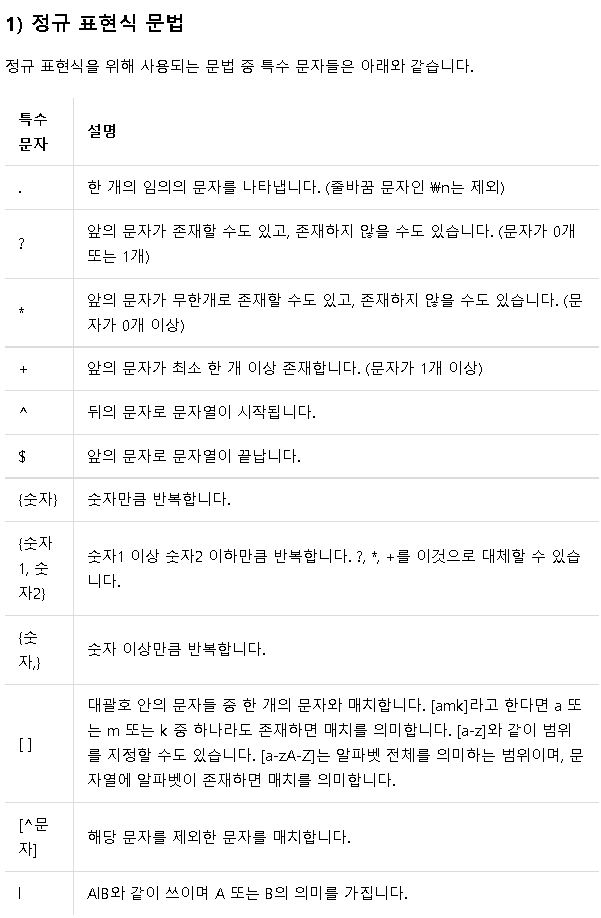 1) 정규 표현식 문법
정규 표현식을 위해 사용되는 문법 중 특수 문자들은 아래와 같습니다.
특수
문자
설명
.
한 개의 임의의 문자를 나타냅니다. (줄바꿈 문자인 ₩n는 제외)
?
앞의 문자가 존재할 수도 있고, 존재하지 않을 수도 있습니다. (문자가 0개
또는 1개)
*
앞의 문자가 무한개로 존재할 수도 있고, 존재하지 않을 수도 있습니다. (문
자가 0개 이상)
+
앞의 문자가 최소 한 개 이상 존재합니다. (문자가 1개 이상)
^
뒤의 문자로 문자열이 시작됩니다.
$
앞의 문자로 문자열이 끝납니다.
{숫자}
숫자만큼 반복합니다.
{숫자
1, 숫
자2}
숫자1 이상 숫자2 이하만큼 반복합니다. ?, *, +를 이것으로 대체할 수 있습
니다.
{숫
자,}
숫자 이상만큼 반복합니다.
[ ]
대괄호 안의 문자들 중 한 개의 문자와 매치합니다. [amk]라고 한다면 a 또
는 m 또는 k 중 하나라도 존재하면 매치를 의미합니다. [a-z]와 같이 범위
를 지정할 수도 있습니다. [a-zA-Z]는 알파벳 전체를 의미하는 범위이며, 문
자열에 알파벳이 존재하면 매치를 의미합니다.
[^문
자]
해당 문자를 제외한 문자를 매치합니다.
|
A|B와 같이 쓰이며 A 또는 B의 의미를 가집니다.